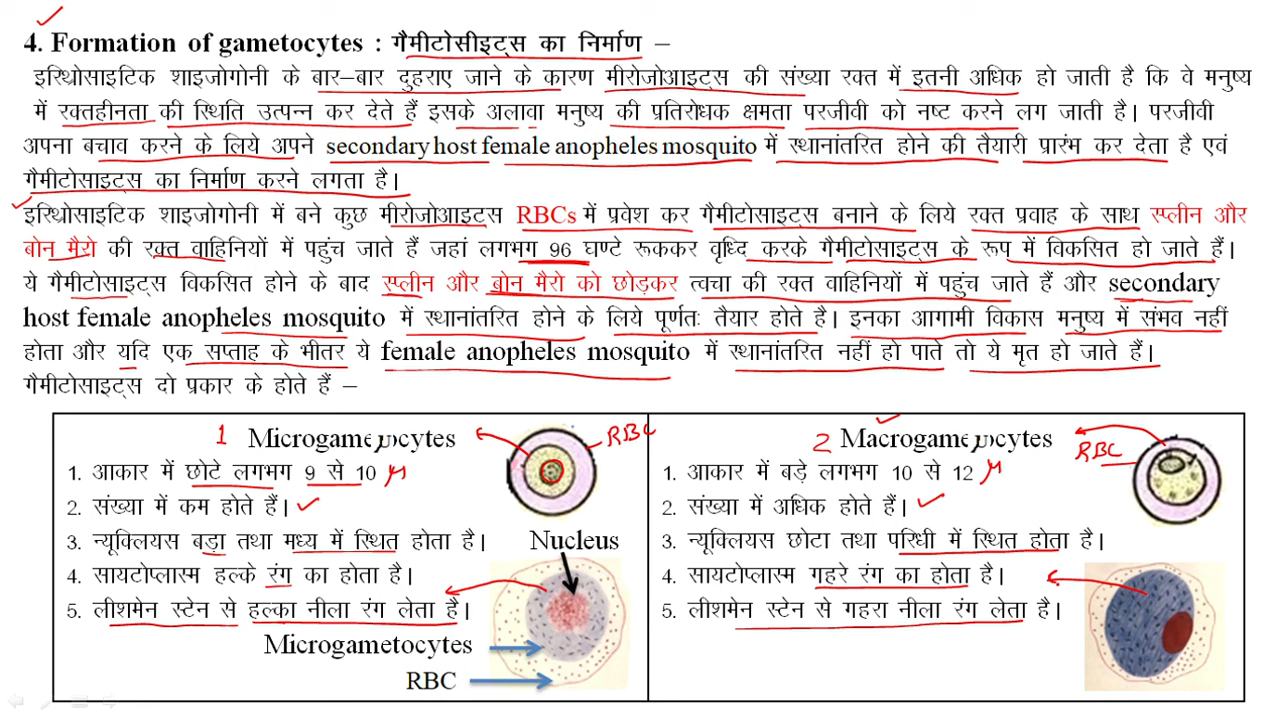 4. Formation of gametocytes : गैमीटोसीइट्स का निर्माण –
इरिथ्रोसाइटिक शाइजोगोनी के बार–बार दुहराए जाने के कारण मीरोजोआइट्स की संख्या रक्त में इतनी अधिक हो जाती है कि वे मनुष्य
में रक्तहीनता की स्थिति उत्पन्न कर देते हैं इसके अलावा मनुष्य की प्रतिरोधक क्षमता परजीवी को नष्ट करने लग जाती है। परजीवी
अपना बचाव करने के लिये अपने secondary host female anopheles mosquito में स्थानांतरित होने की तैयारी प्रारंभ कर देता है एवं
गैमीटोसाइट्स का निर्माण करने लगता है।
इरिथ्रोसाइटिक शाइजोगोनी में बने कुछ मीरोजोआइट्स RBCs में प्रवेश कर गैमीटोसाइट्स बनाने के लिये रक्त प्रवाह के साथ स्प्लीन और
बोन मैरो की रक्त वाहिनियों में पहुंच जाते हैं जहां लगभग 96 घण्टे रूककर वृध्दि करके गैमीटोसाइट्स के रूप में विकसित हो जाते हैं।
ये गैमीटोसाइट्स विकसित होने के बाद स्प्लीन और बोन मैरो को छोड़कर त्वचा की रक्त वाहिनियों में पहुंच जाते हैं और secondary
host female anopheles mosquito में स्थानांतरित होने के लिये पूर्णतः तैयार होते है। इनका आगामी विकास मनुष्य में संभव नहीं
होता और यदि एक सप्ताह के भीतर ये female anopheles mosquito में स्थानांतरित नहीं हो पाते तो ये मृत हो जाते हैं।
गैमीटोसाइट्स दो प्रकार के होते हैं –
1 Microgameμocytes
RBC
1. आकार में छोटे लगभग 9 से 10 μ
2. संख्या में कम होते हैं।
3. न्यूक्लियस बड़ा तथा मध्य में स्थित होता है।
Nucleus
4. सायटोप्लास्म हल्के रंग का होता है।
5. लीशमेन स्टेन से हल्का नीला रंग लेता है।
Microgametocytes
RBC
2 Macrogameμocytes
RBC
1. आकार में बड़े लगभग 10 से 12 μ
2. संख्या में अधिक होते हैं।
3. न्यूक्लियस छोटा तथा परिधी में स्थित होता है।
4. सायटोप्लास्म गहरे रंग का होता है।
5. लीशमेन स्टेन से गहरा नीला रंग लेता है।